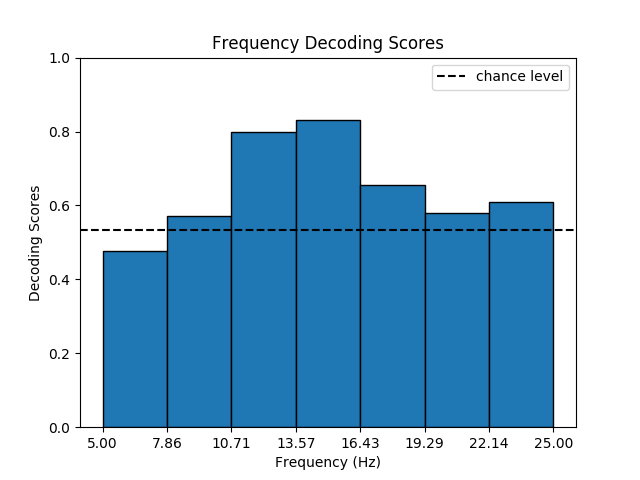 Frequency Decoding Scores
chance level
Decoding Scores
1.0
0.8
0.6
0.4
0.2
0.0
5.00 7.86 10.71 13.57 16.43 19.29 22.14 25.00
Frequency (Hz)